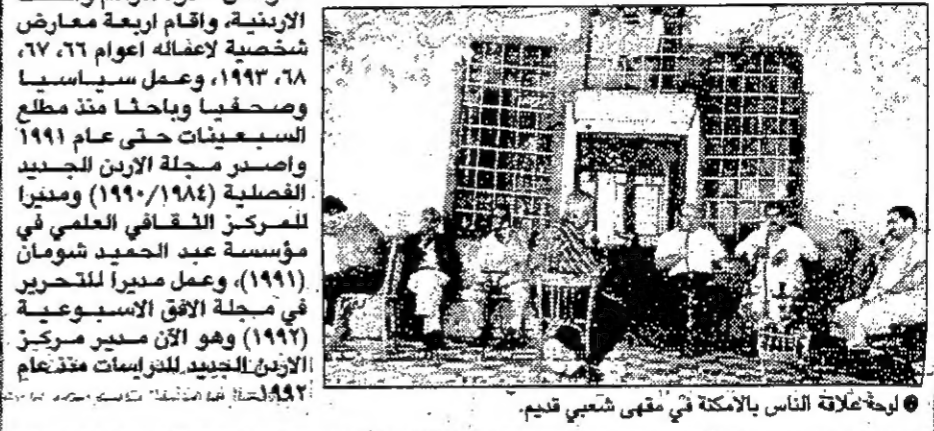 الاردنية، واقام اربعة معارض
شخصية لاعماله اعوام ٦٦، ٦٧،
٦٨، ١٩٩٣، وعمل سياسيا
وصحفيا وباحثا منذ مطلع
السبعينات حتى عام ١٩٩١
واصدر مجلة الاردن الجديد
الفصلية (١٩٩٠/١٩٨٤) ومديرا
للمركز الثقافي العلمي في
مؤسسة عبد الحميد شومان
(١٩٩١)، وعمل مديرا للتحرير
في مجلة الافق الاسبوعية
(١٩٩٢) وهو الآن مدير مركز
الاردن الجديد للدراسات منذ عام
١٩٩٢
لوحة علاقة الناس بالامكنة في مقهى شعبي قديم.